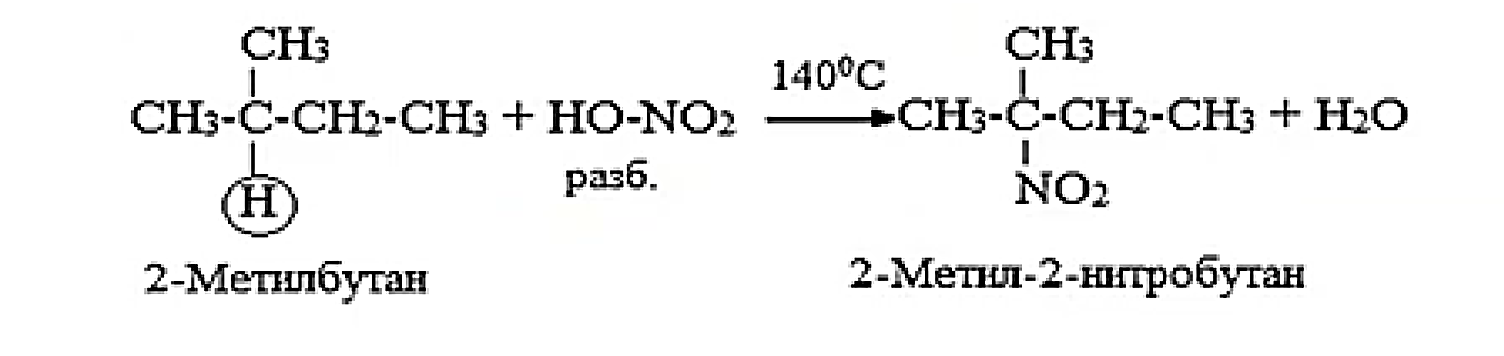 CH3 CH3
140⁰C
CH3-C-CH2-CH3 + HO-NO2 CH3-C-CH2-CH3 + H2O
разб.
H NO2
2-Метилбутан 2-Метил-2-нитробутан